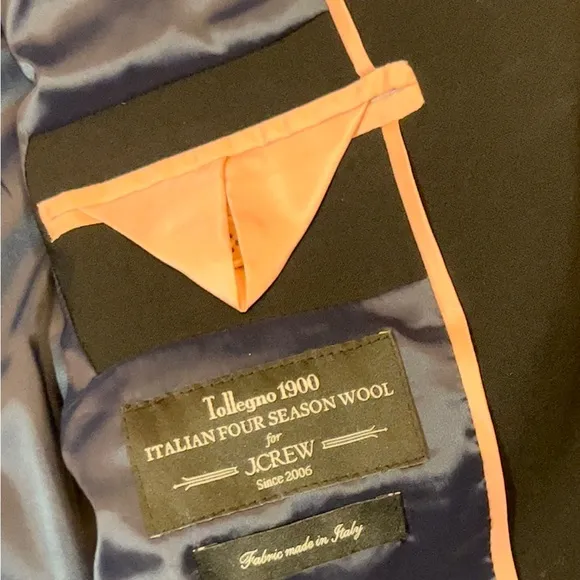 Tollegno 1900
ITALIAN FOUR SEASON WOOL
for
J.CREW
Since 2006
Fabric made in Italy